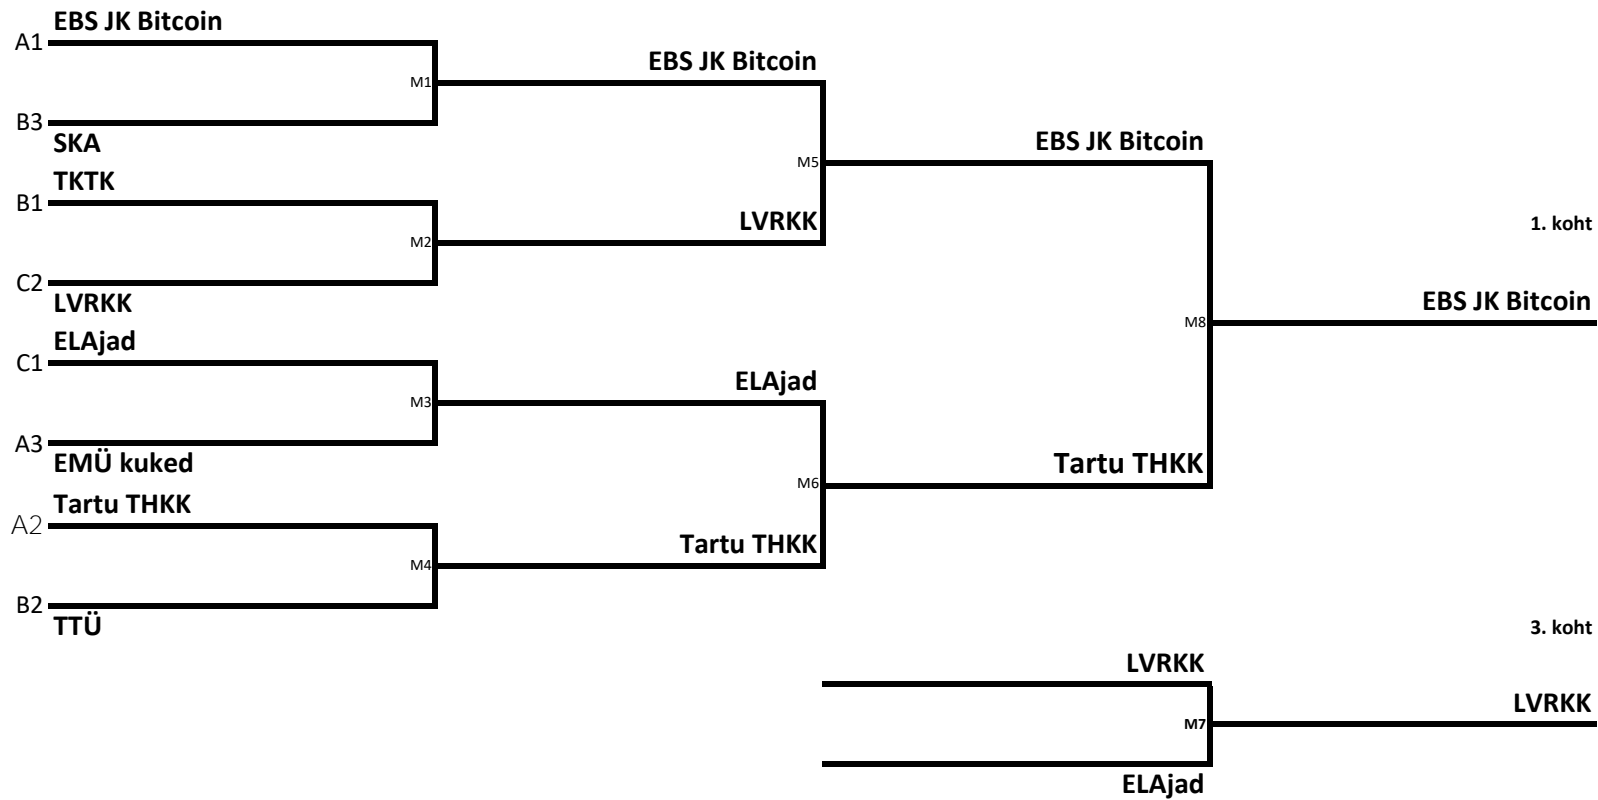 EBS JK Bitcoin
A1
EBS JK Bitcoin
M1
B3
SKA
EBS JK Bitcoin
M5
TKTK
B1
LVRKK
1. koht
M2
C2
LVRKK
EBS JK Bitcoin
M8
ELAjad
C1
ELAjad
M3
A3
EMÜ kuked
Tartu THKK
M6
Tartu THKK
A2
Tartu THKK
M4
B2
TTÜ
3. koht
LVRKK
LVRKK
M7
ELAjad